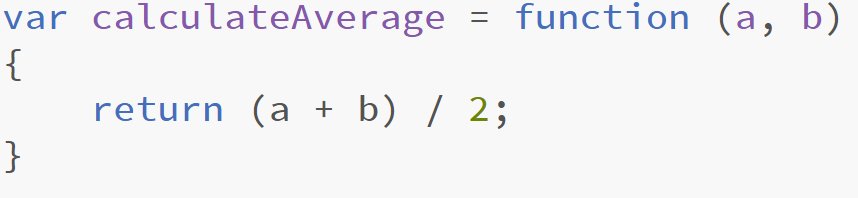 var calculateAverage = function (a, b)
{
    return (a + b) / 2;
}